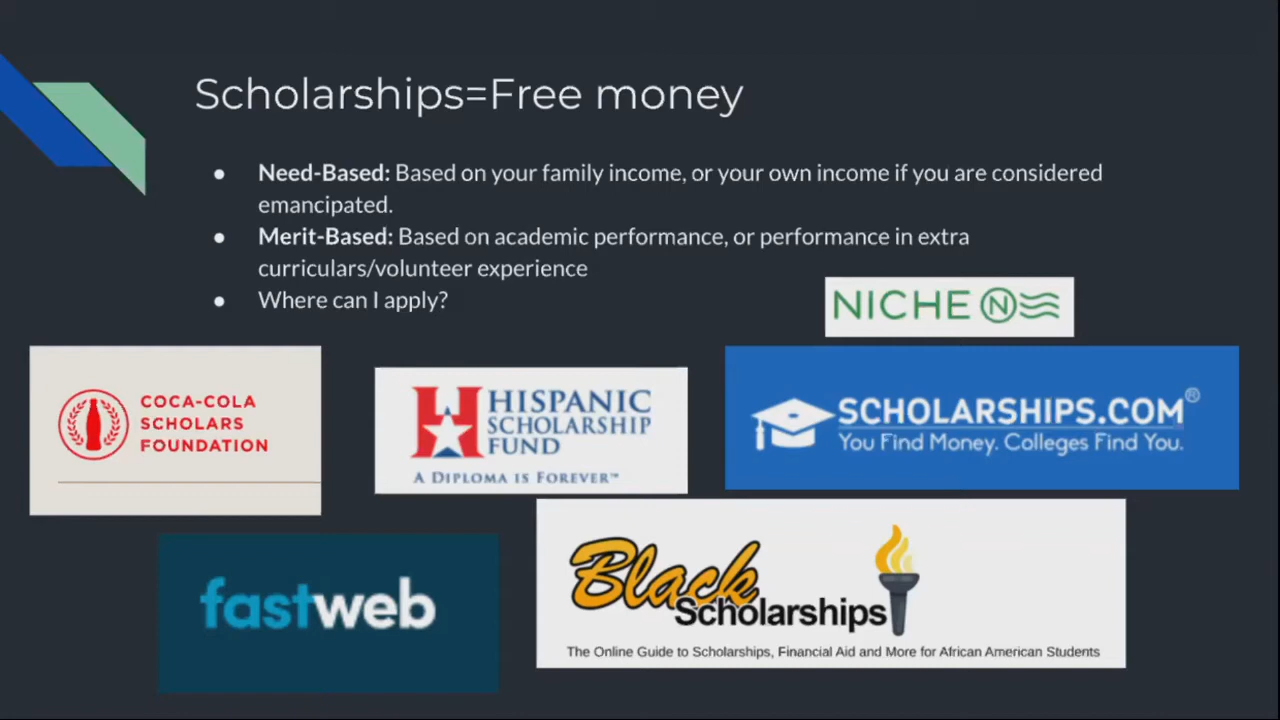 Scholarships=Free money
● Need-Based: Based on your family income, or your own income if you are considered
emancipated.
● Merit-Based: Based on academic performance, or performance in extra
curriculars/volunteer experience
● Where can I apply?
NICHE N
COCA-COLA
SCHOLARS
FOUNDATION
HISPANIC
SCHOLARSHIP
FUND
A DIPLOMA IS FOREVER™
SCHOLARSHIPS.COM®
You Find Money. Colleges Find You.
fastweb
Black
Scholarships
The Online Guide to Scholarships, Financial Aid and More for African American Students